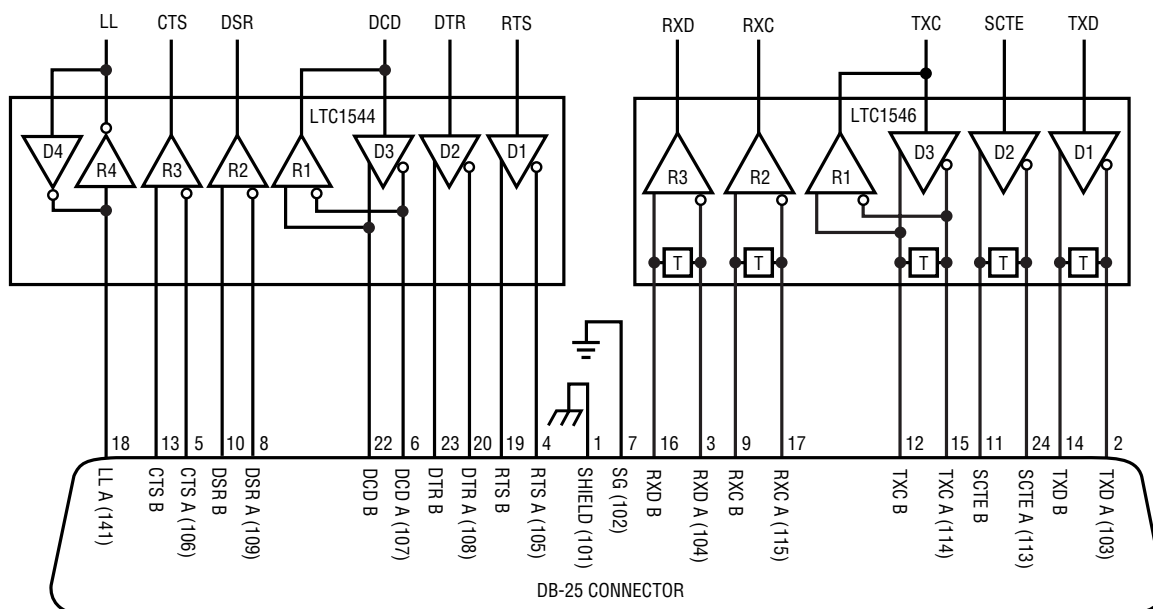 LL CTS DSR DCD DTR RTS RXD RXC TXC SCTE TXD
LTC1544 LTC1546
D4 R4 R3 R2 R1 D3 D2 D1 R3 R2 R1 D3 D2 D1
T T T T T
18 13 5 10 8 22 6 23 20 19 4 1 7 16 3 9 17 12 15 11 24 14 2
LL A (141)
CTS B
CTS A (106)
DSR B
DSR A (109)
DCD B
DCD A (107)
DTR B
DTR A (108)
RTS B
RTS A (105)
SHIELD (101)
SG (102)
RXD B
RXD A (104)
RXC B
RXC A (115)
TXC B
TXC A (114)
SCTE B
SCTE A (113)
TXD B
TXD A (103)
DB-25 CONNECTOR